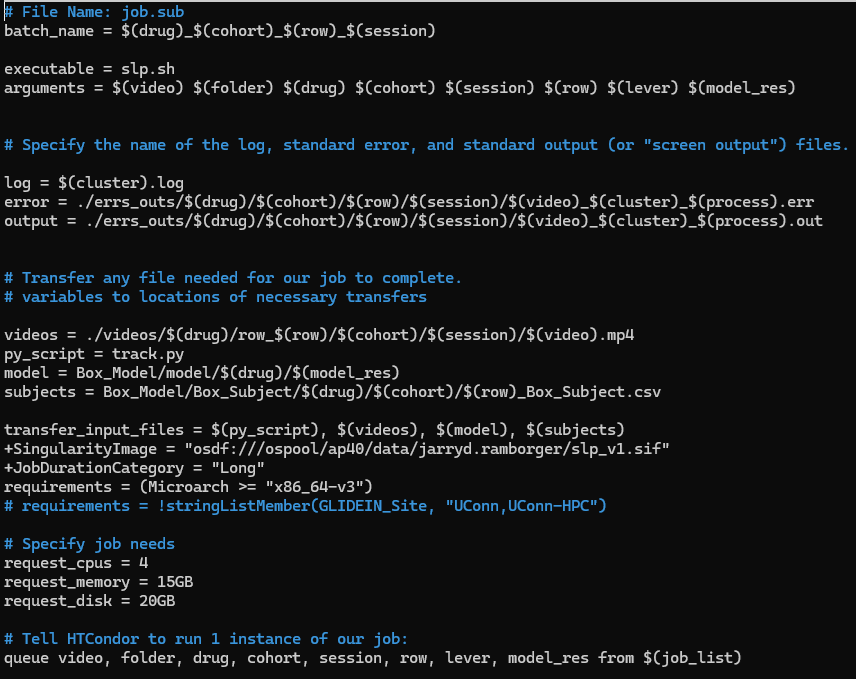 # File Name: job.sub
batch_name = $(drug)_$(cohort)_$(row)_$(session)
executable = slp.sh
arguments = $(video) $(folder) $(drug) $(cohort) $(session) $(row) $(lever) $(model_res)
# Specify the name of the log, standard error, and standard output (or "screen output") files.
log = $(cluster).log
error = ./errs_outs/$(drug)/$(cohort)/$(row)/$(session)/$(video)_$(cluster)_$(process).err
output = ./errs_outs/$(drug)/$(cohort)/$(row)/$(session)/$(video)_$(cluster)_$(process).out
# Transfer any file needed for our job to complete.
# variables to locations of necessary transfers
videos = ./videos/$(drug)/row_$(row)/$(cohort)/$(session)/$(video).mp4
py_script = track.py
model = Box_Model/model/$(drug)/$(model_res)
subjects = Box_Model/Box_Subject/$(drug)/$(cohort)/$(row)_Box_Subject.csv
transfer_input_files = $(py_script), $(videos), $(model), $(subjects)
+SingularityImage = "osdf:///ospool/ap40/data/jarryd.ramborger/slp_v1.sif"
+JobDurationCategory = "Long"
requirements = (Microarch >= "x86_64-v3")
# requirements = !stringListMember(GLIDEIN_Site, "UConn,UConn-HPC")
# Specify job needs
request_cpus = 4
request_memory = 15GB
request_disk = 20GB
# Tell HTCondor to run 1 instance of our job:
queue video, folder, drug, cohort, session, row, lever, model_res from $(job_list)